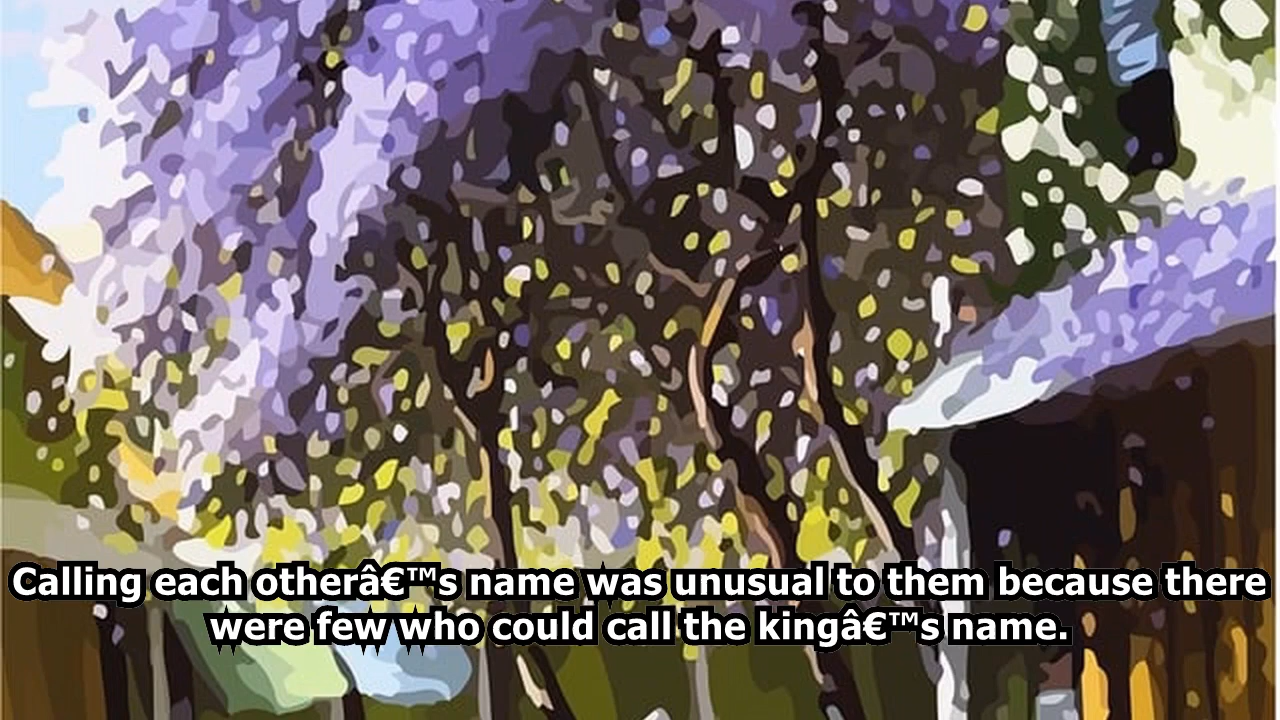 Calling each otherâ€™s name was unusual to them because there
were few who could call the kingâ€™s name.